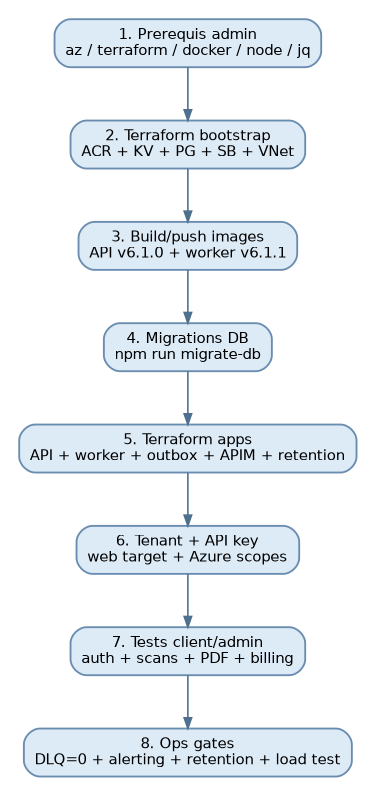 1. Prerequis admin
az / terraform / docker / node / jq
2. Terraform bootstrap
ACR + KV + PG + SB + VNet
3. Build/push images
API v6.1.0 + worker v6.1.1
4. Migrations DB
npm run migrate-db
5. Terraform apps
API + worker + outbox + APIM + retention
6. Tenant + API key
web target + Azure scopes
7. Tests client/admin
auth + scans + PDF + billing
8. Ops gates
DLQ=0 + alerting + retention + load test